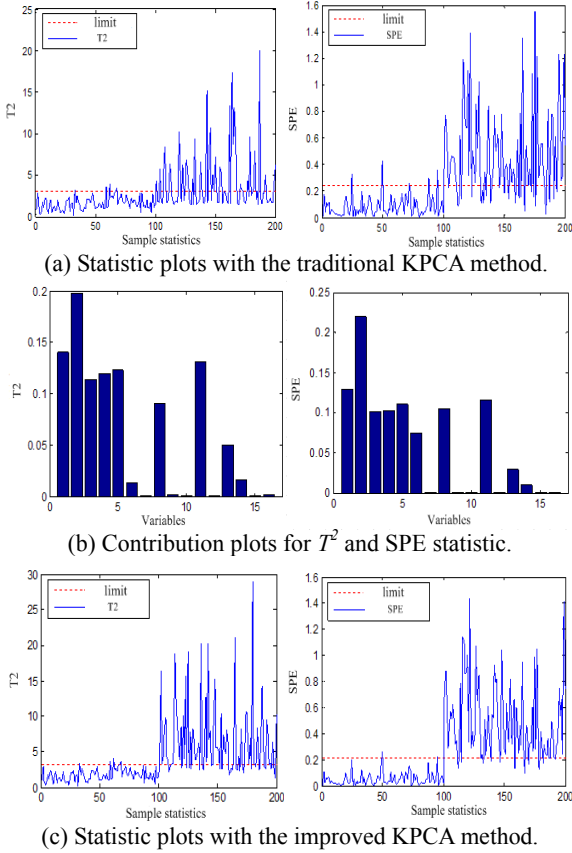 25
20
15
10
5
0
T2
limit
T2
0 50 100 150 200
Sample statistics
1.6
1.4
1.2
1
0.8
0.6
0.4
0.2
0
SPE
limit
SPE
0 50 100 150 200
Sample statistics
(a) Statistic plots with the traditional KPCA method.
0.2
0.15
0.1
0.05
0
T2
0 5 10 15
Variables
0.25
0.2
0.15
0.1
0.05
0
SPE
0 5 10 15
Variables
(b) Contribution plots for T² and SPE statistic.
30
25
20
15
10
5
0
T2
limit
T2
0 50 100 150 200
Sample statistics
1.6
1.4
1.2
1
0.8
0.6
0.4
0.2
0
SPE
limit
SPE
0 50 100 150 200
Sample statistics
(c) Statistic plots with the improved KPCA method.